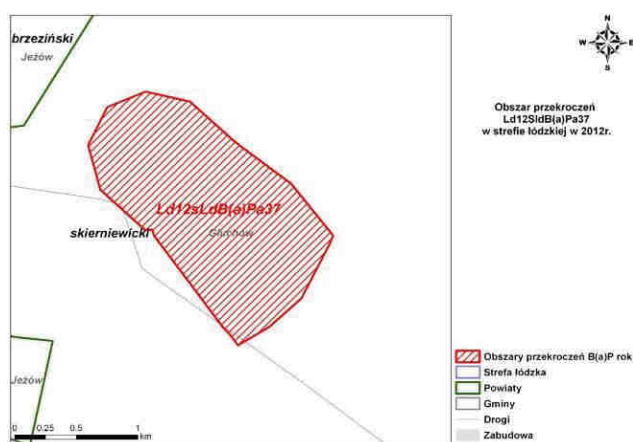 brzeziński
Jeżów
N
W E
S
Obszar przekroczeń
Ld12SldB(a)Pa37
w strefie łódzkiej w 2012r.
Ld12sLdB(a)Pa37
skierniewicki
Głuchów
Jeżów
Obszary przekroczeń B(a)P rok
Strefa łódzka
Powiaty
Gminy
Drogi
Zabudowa
0 0.25 0.5 1
km